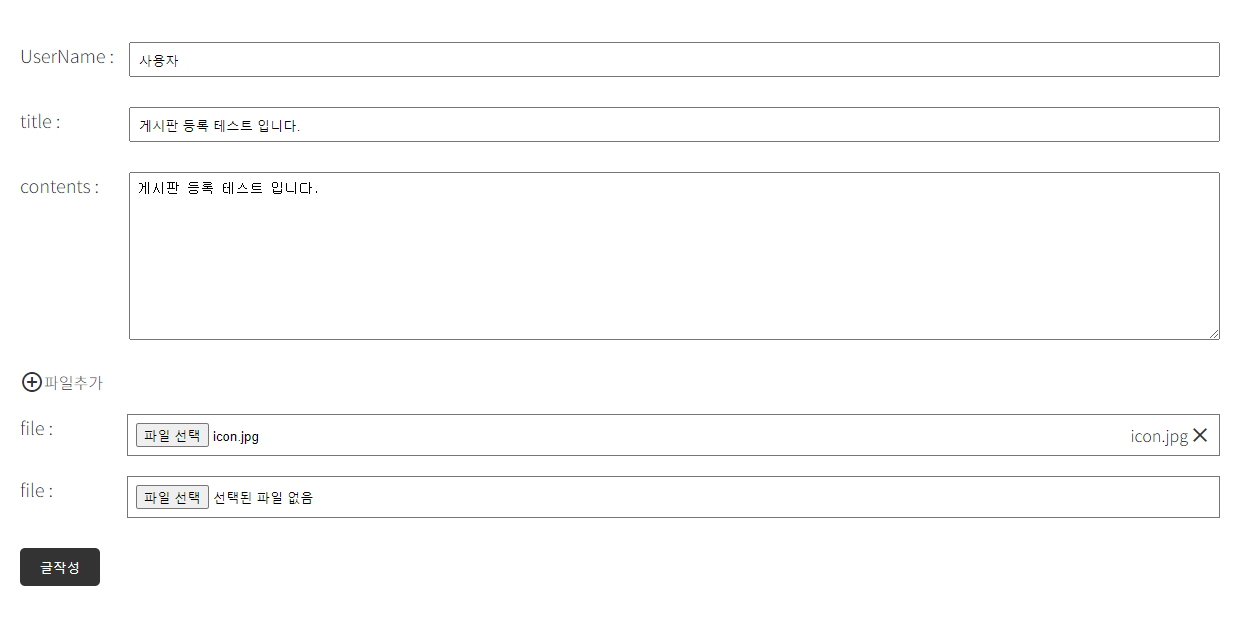 UserName : 사용자
title : 게시판 등록 테스트 입니다.
contents : 게시판 등록 테스트 입니다.
파일추가
file : 파일 선택 icon.jpg icon.jpg
file : 파일 선택 선택된 파일 없음
글작성